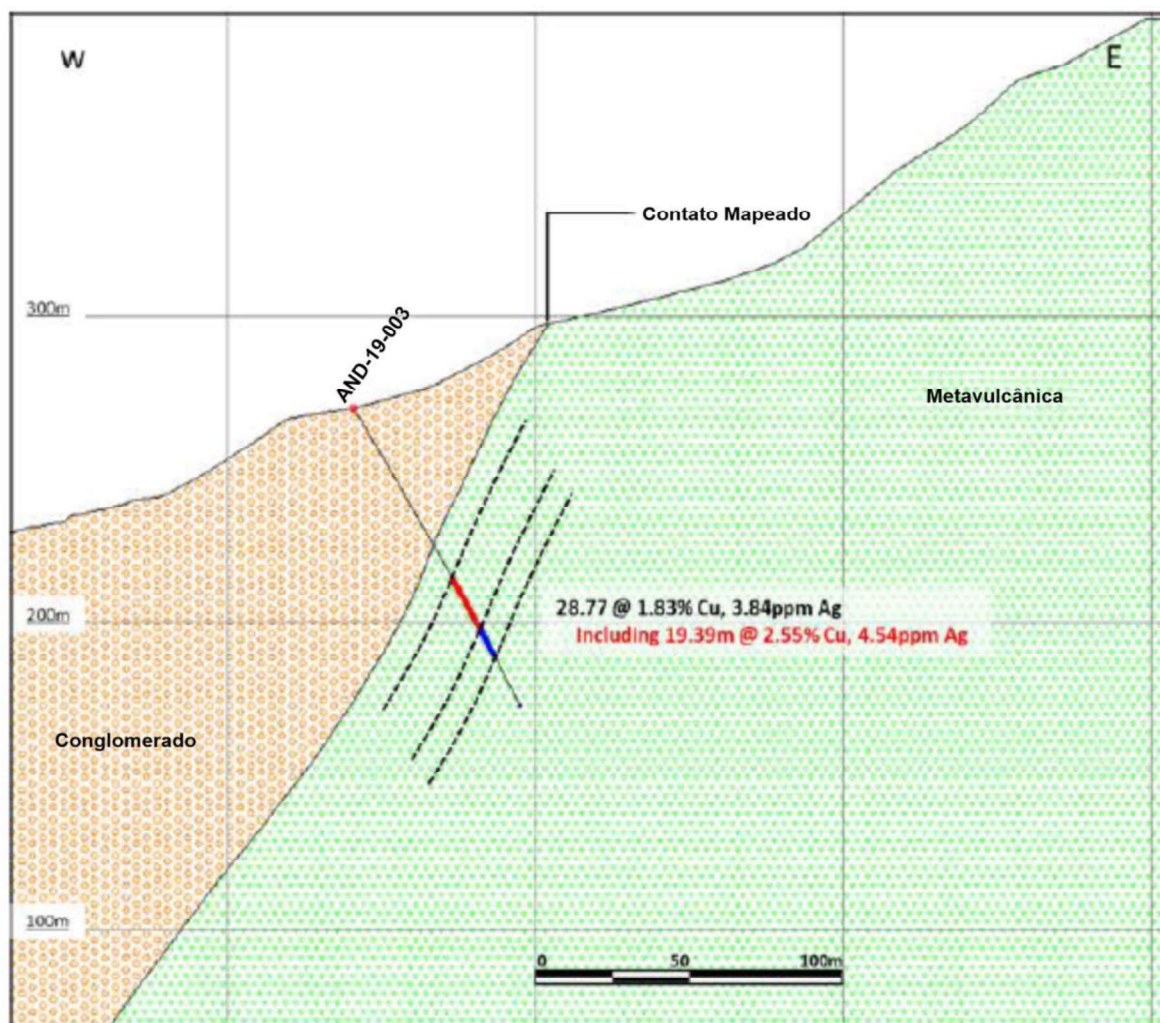 W
E
Contato Mapeado
300m
AND-19-003
Metavulcânica
200m
28.77 @ 1.83% Cu, 3.84ppm Ag
Including 19.39m @ 2.55% Cu, 4.54ppm Ag
Conglomerado
100m
0 50 100m